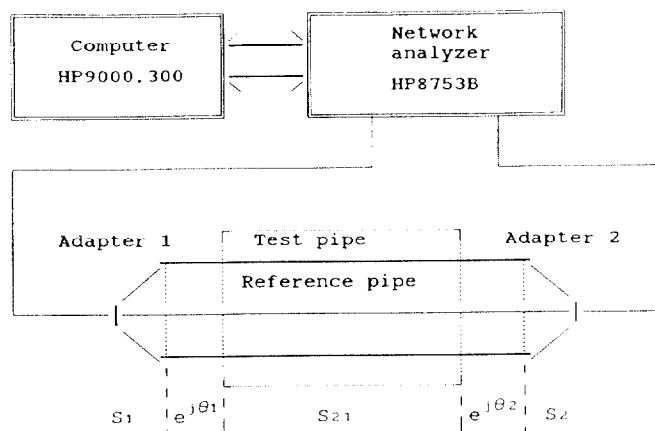 Computer
HP9000.300
Network
analyzer
HP8753B
Adapter 1
Test pipe
Adapter 2
Reference pipe
S1
e^jθ1
S21
e^jθ2
S2